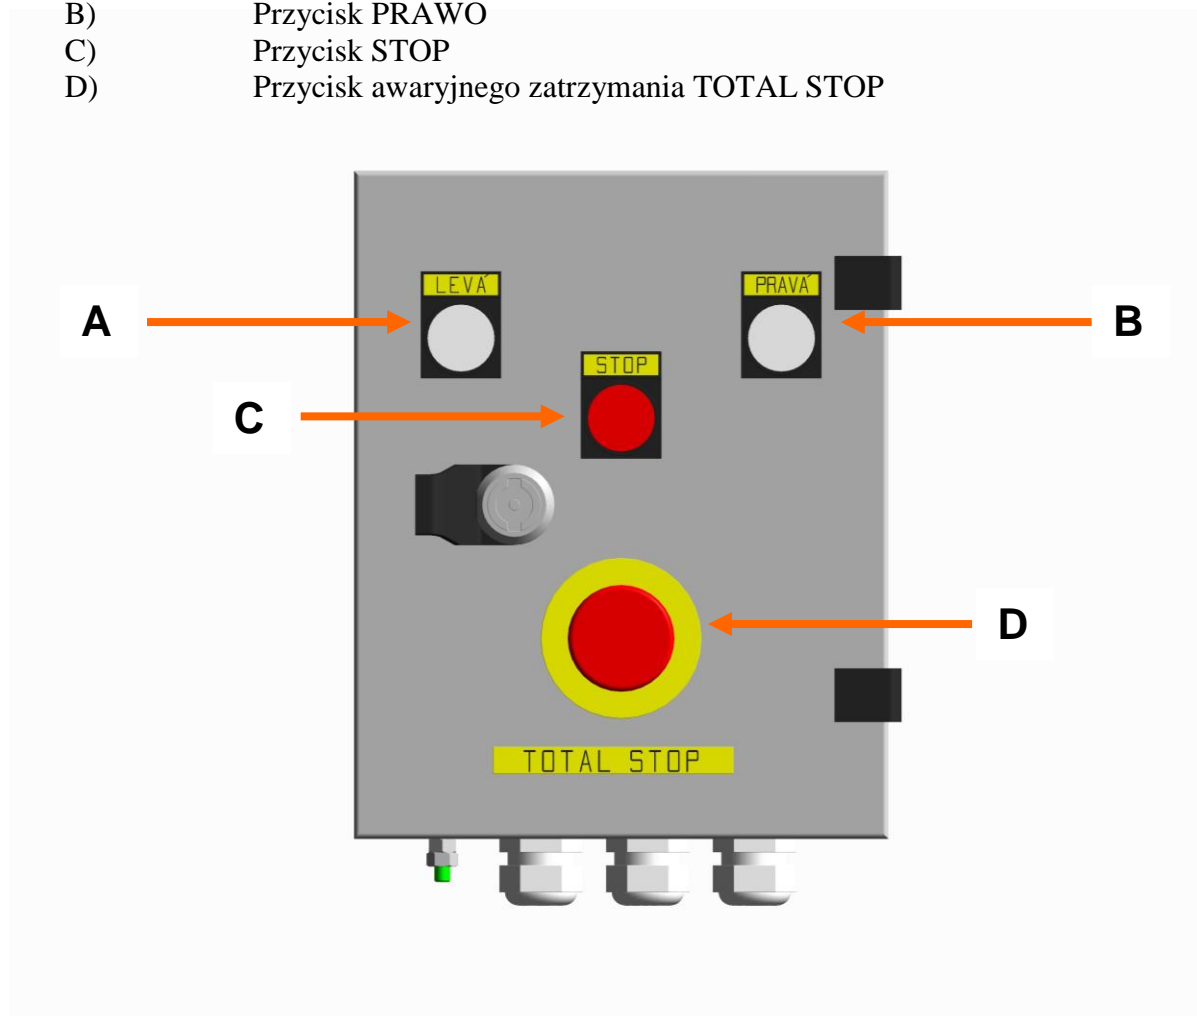 B) Przycisk PRAWO
C) Przycisk STOP
D) Przycisk awaryjnego zatrzymania TOTAL STOP
LEVÁ
PRAVÁ
A
B
STOP
C
D
TOTAL STOP